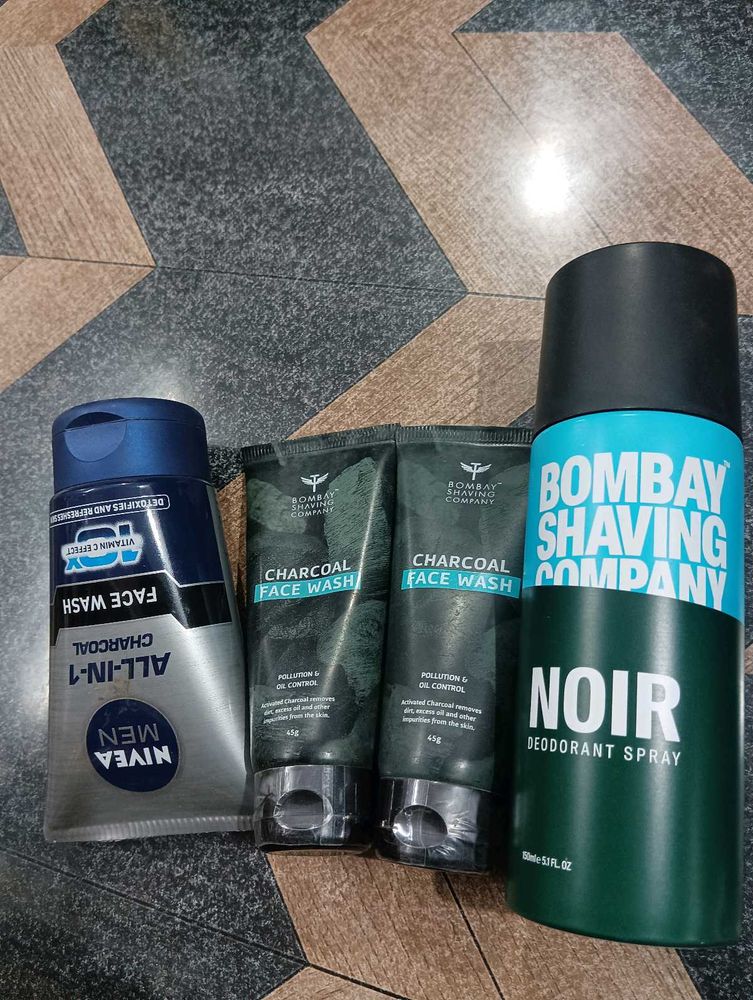 DETOXIFIES AND REFRESHES SKIN
10X
VITAMIN C EFFECT
FACE WASH
ALL-IN-1
CHARCOAL
NIVEA
MEN
BOMBAY
SHAVING
COMPANY
CHARCOAL
FACE WASH
POLLUTION &
OIL CONTROL
Activated Charcoal removes
dirt, excess oil and other
impurities from the skin.
45g
BOMBAY
SHAVING
COMPANY
CHARCOAL
FACE WASH
POLLUTION &
OIL CONTROL
Activated Charcoal removes
dirt, excess oil and other
impurities from the skin.
45g
BOMBAY™
SHAVING
COMPANY
NOIR
DEODORANT SPRAY
150ml e 5.1 FL. OZ